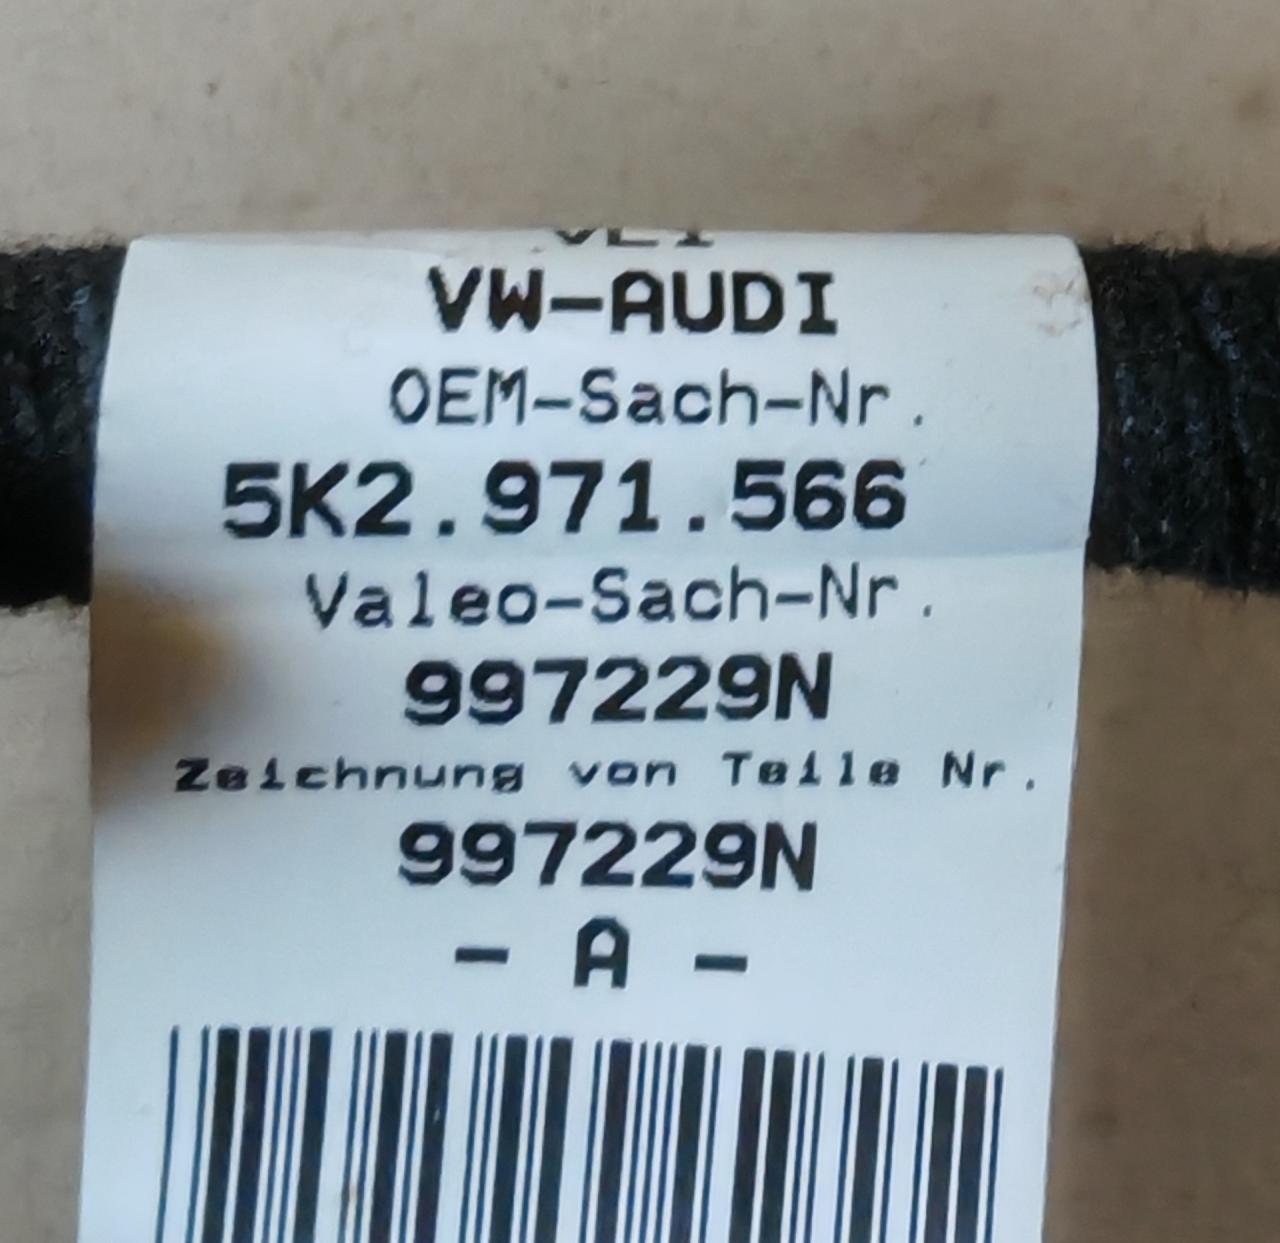 VW-AUDI
OEM-Sach-Nr.
5K2.971.566
Valeo-Sach-Nr.
997229N
Zeichnung von Teile Nr.
997229N
- A -